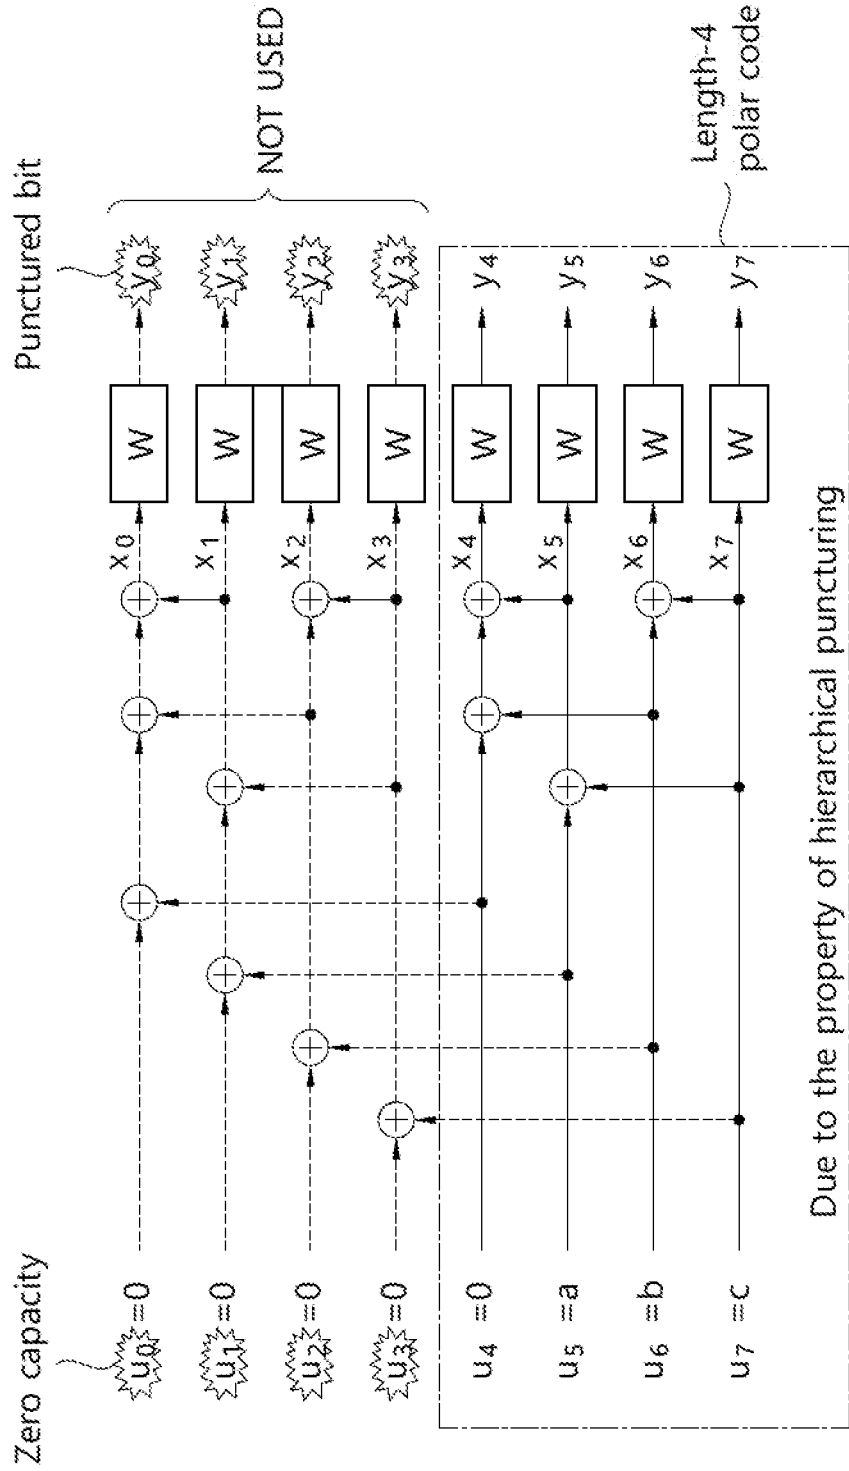 Zero capacity
Punctured bit
u0 =0
x0
W
y0
u1 =0
x1
W
y1
u2 =0
x2
W
y2
u3 =0
x3
W
y3
NOT USED
u4 =0
x4
W
y4
u5 =a
x5
W
y5
u6 =b
x6
W
y6
u7 =c
x7
W
y7
Length-4
polar code
Due to the property of hierarchical puncturing